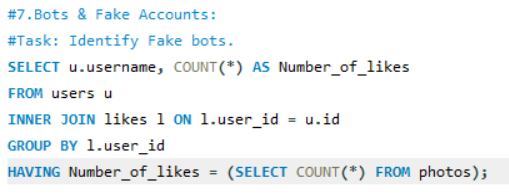 #7.Bots & Fake Accounts:
#Task: Identify Fake bots.
SELECT u.username, COUNT(*) AS Number_of_likes
FROM users u
INNER JOIN likes l ON l.user_id = u.id
GROUP BY l.user_id
HAVING Number_of_likes = (SELECT COUNT(*) FROM photos);